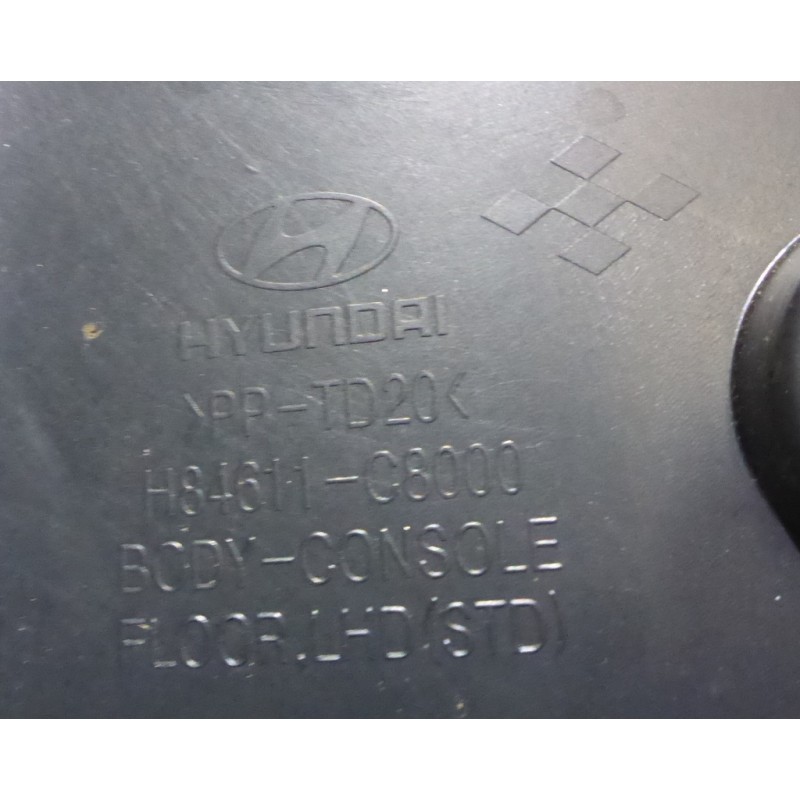 HYUNDAI
>PP-TD20<
H84611-C8000
BODY-CONSOLE
FLOOR.LHD(STD)